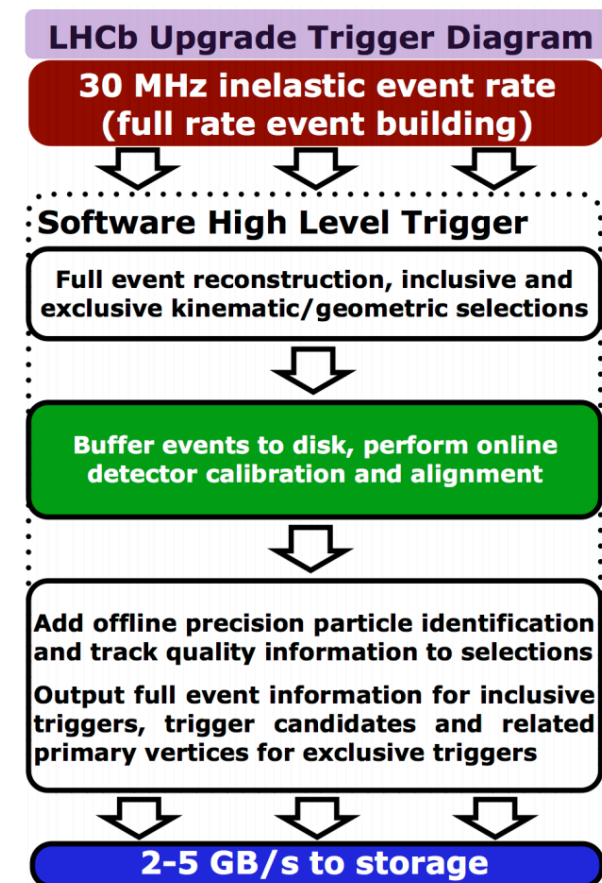 LHCb Upgrade Trigger Diagram
30 MHz inelastic event rate
(full rate event building)
Software High Level Trigger
Full event reconstruction, inclusive and
exclusive kinematic/geometric selections
Buffer events to disk, perform online
detector calibration and alignment
Add offline precision particle identification
and track quality information to selections
Output full event information for inclusive
triggers, trigger candidates and related
primary vertices for exclusive triggers
2-5 GB/s to storage